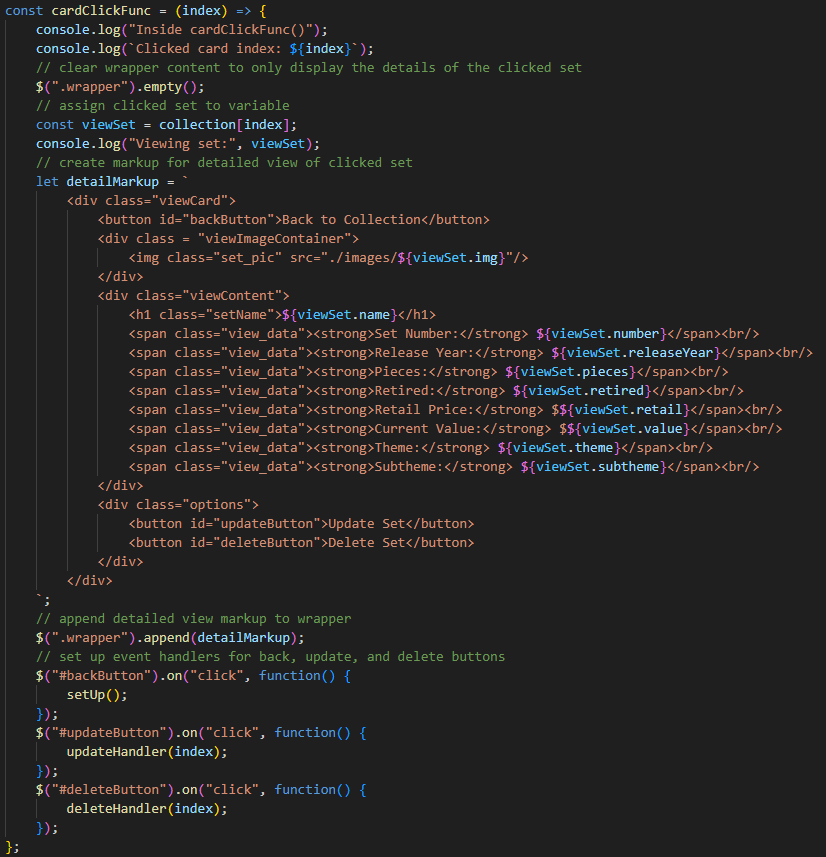 const cardClickFunc = (index) => {
    console.log("Inside cardClickFunc()");
    console.log(`Clicked card index: ${index}`);
    // clear wrapper content to only display the details of the clicked set
    $(".wrapper").empty();
    // assign clicked set to variable
    const viewSet = collection[index];
    console.log("Viewing set:", viewSet);
    // create markup for detailed view of clicked set
    let detailMarkup = `
        <div class="viewCard">
            <button id="backButton">Back to Collection</button>
            <div class = "viewImageContainer">
                <img class="set_pic" src="./images/${viewSet.img}"/>
            </div>
            <div class="viewContent">
                <h1 class="setName">${viewSet.name}</h1>
                <span class="view_data"><strong>Set Number:</strong> ${viewSet.number}</span><br/>
                <span class="view_data"><strong>Release Year:</strong> ${viewSet.releaseYear}</span><br/>
                <span class="view_data"><strong>Pieces:</strong> ${viewSet.pieces}</span><br/>
                <span class="view_data"><strong>Retired:</strong> ${viewSet.retired}</span><br/>
                <span class="view_data"><strong>Retail Price:</strong> $${viewSet.retail}</span><br/>
                <span class="view_data"><strong>Current Value:</strong> $${viewSet.value}</span><br/>
                <span class="view_data"><strong>Theme:</strong> ${viewSet.theme}</span><br/>
                <span class="view_data"><strong>Subtheme:</strong> ${viewSet.subtheme}</span><br/>
            </div>
            <div class="options">
                <button id="updateButton">Update Set</button>
                <button id="deleteButton">Delete Set</button>
            </div>
        </div>
    `;
    // append detailed view markup to wrapper
    $(".wrapper").append(detailMarkup);
    // set up event handlers for back, update, and delete buttons
    $("#backButton").on("click", function() {
        setUp();
    });
    $("#updateButton").on("click", function() {
        updateHandler(index);
    });
    $("#deleteButton").on("click", function() {
        deleteHandler(index);
    });
};